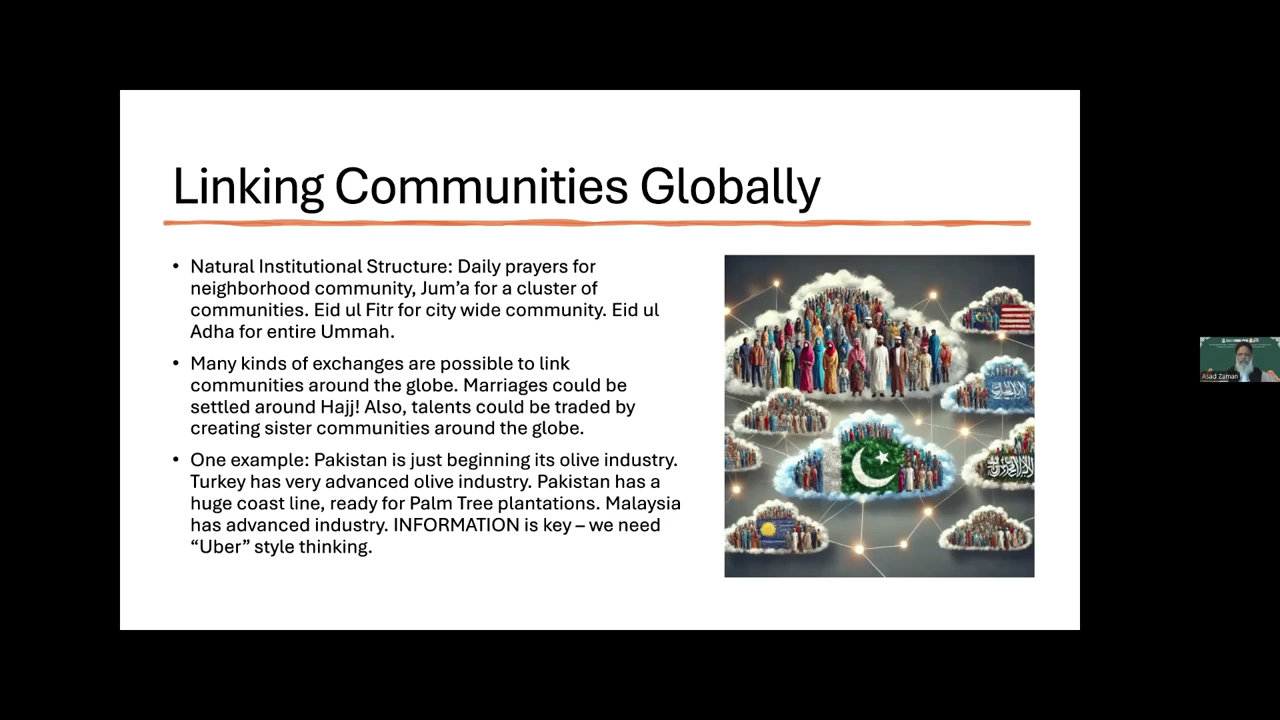 Linking Communities Globally
• Natural Institutional Structure: Daily prayers for
neighborhood community, Jum’a for a cluster of
communities. Eid ul Fitr for city wide community. Eid ul
Adha for entire Ummah.
• Many kinds of exchanges are possible to link
communities around the globe. Marriages could be
settled around Hajj! Also, talents could be traded by
creating sister communities around the globe.
• One example: Pakistan is just beginning its olive industry.
Turkey has very advanced olive industry. Pakistan has a
huge coast line, ready for Palm Tree plantations. Malaysia
has advanced industry. INFORMATION is key – we need
“Uber” style thinking.
Asad Zaman